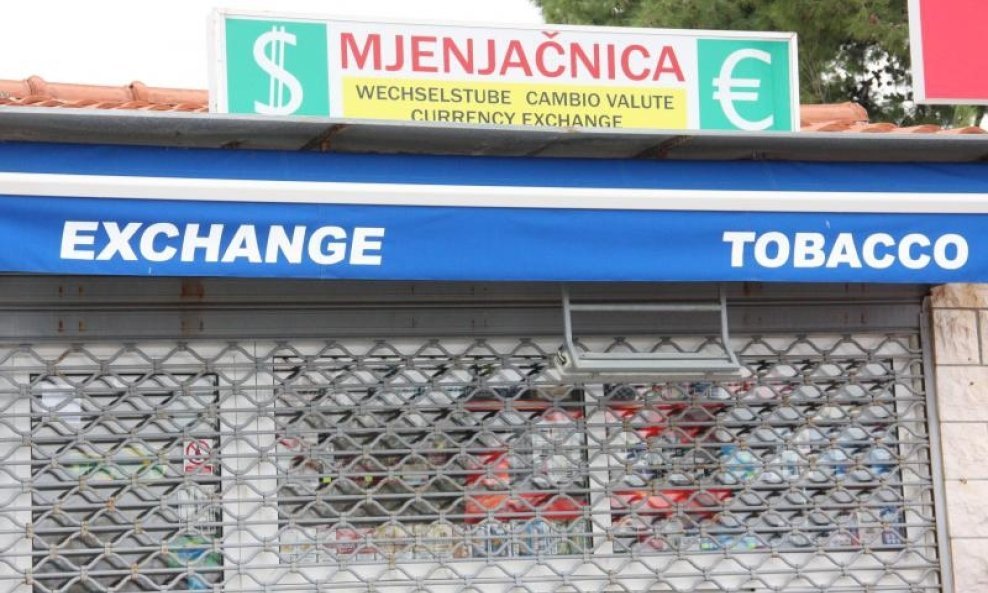 $ MJENJAČNICA €
WECHSELSTUBE CAMBIO VALUTE
CURRENCY EXCHANGE
EXCHANGE TOBACCO